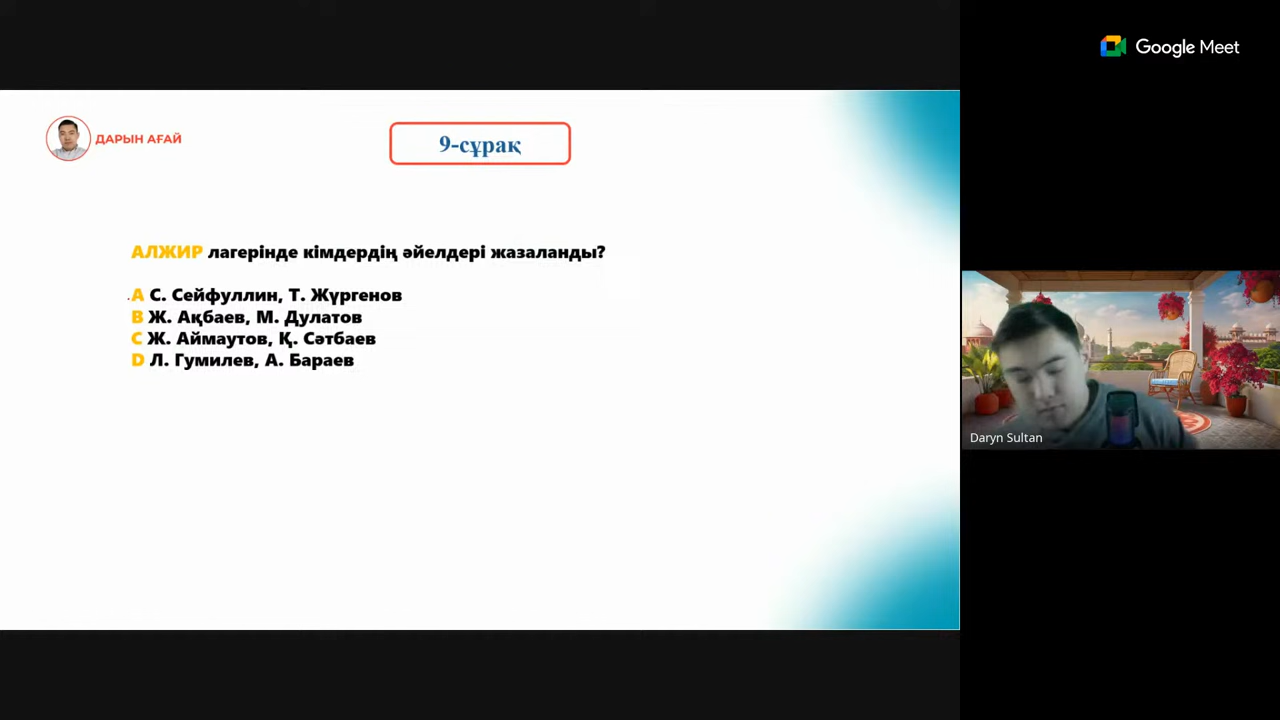 Google Meet
ДАРЫН АҒАЙ
9-сұрақ
АЛЖИР лагерінде кімдердің әйелдері жазаланды?
A С. Сейфуллин, Т. Жүргенов
B Ж. Ақбаев, М. Дулатов
C Ж. Аймаутов, Қ. Сәтбаев
D Л. Гумилев, А. Бараев
Daryn Sultan